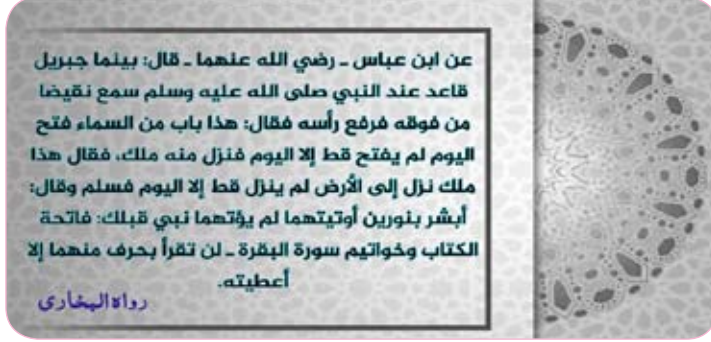 عن ابن عباس ـ رضي الله عنهما ـ قال: بينما جبريل
قاعد عند النبي صلى الله عليه وسلم سمع نقيضا
من فوقه فرفع رأسه فقال: هذا باب من السماء فتح
اليوم لم يفتح قط إلا اليوم فنزل منه ملك، فقال هذا
ملك نزل إلى الأرض لم ينزل قط إلا اليوم فسلم وقال:
أبشر بنورين أوتيتهما لم يؤتهما نبي قبلك: فاتحة
الكتاب وخواتيم سورة البقرة ـ لن تقرأ بحرف منهما إلا
أعطيته.
رواه البخاري